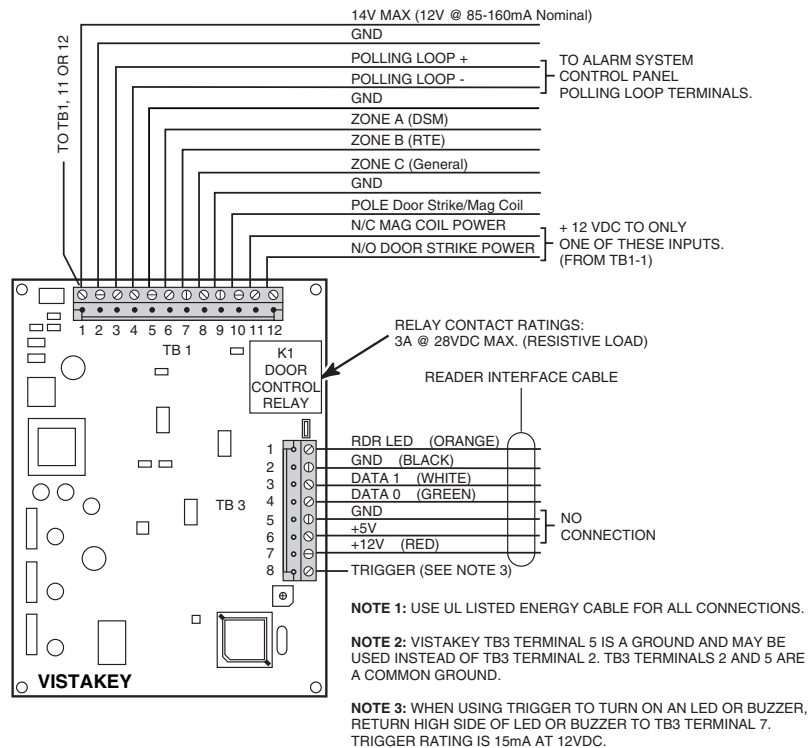 14V MAX (12V @ 85-160mA Nominal)
GND
POLLING LOOP +
POLLING LOOP -
TO ALARM SYSTEM
CONTROL PANEL
POLLING LOOP TERMINALS.
GND
ZONE A (DSM)
ZONE B (RTE)
ZONE C (General)
GND
POLE Door Strike/Mag Coil
N/C MAG COIL POWER
N/O DOOR STRIKE POWER
+ 12 VDC TO ONLY
ONE OF THESE INPUTS.
(FROM TB1-1)
TO TB1, 11 OR 12
1 2 3 4 5 6 7 8 9 10 11 12
TB 1
K1
DOOR
CONTROL
RELAY
RELAY CONTACT RATINGS:
3A @ 28VDC MAX. (RESISTIVE LOAD)
READER INTERFACE CABLE
TB 3
1 RDR LED (ORANGE)
2 GND (BLACK)
3 DATA 1 (WHITE)
4 DATA 0 (GREEN)
5 GND
6 +5V
7 +12V (RED)
8 TRIGGER (SEE NOTE 3)
NO
CONNECTION
VISTAKEY
NOTE 1: USE UL LISTED ENERGY CABLE FOR ALL CONNECTIONS.
NOTE 2: VISTAKEY TB3 TERMINAL 5 IS A GROUND AND MAY BE
USED INSTEAD OF TB3 TERMINAL 2. TB3 TERMINALS 2 AND 5 ARE
A COMMON GROUND.
NOTE 3: WHEN USING TRIGGER TO TURN ON AN LED OR BUZZER,
RETURN HIGH SIDE OF LED OR BUZZER TO TB3 TERMINAL 7.
TRIGGER RATING IS 15mA AT 12VDC.